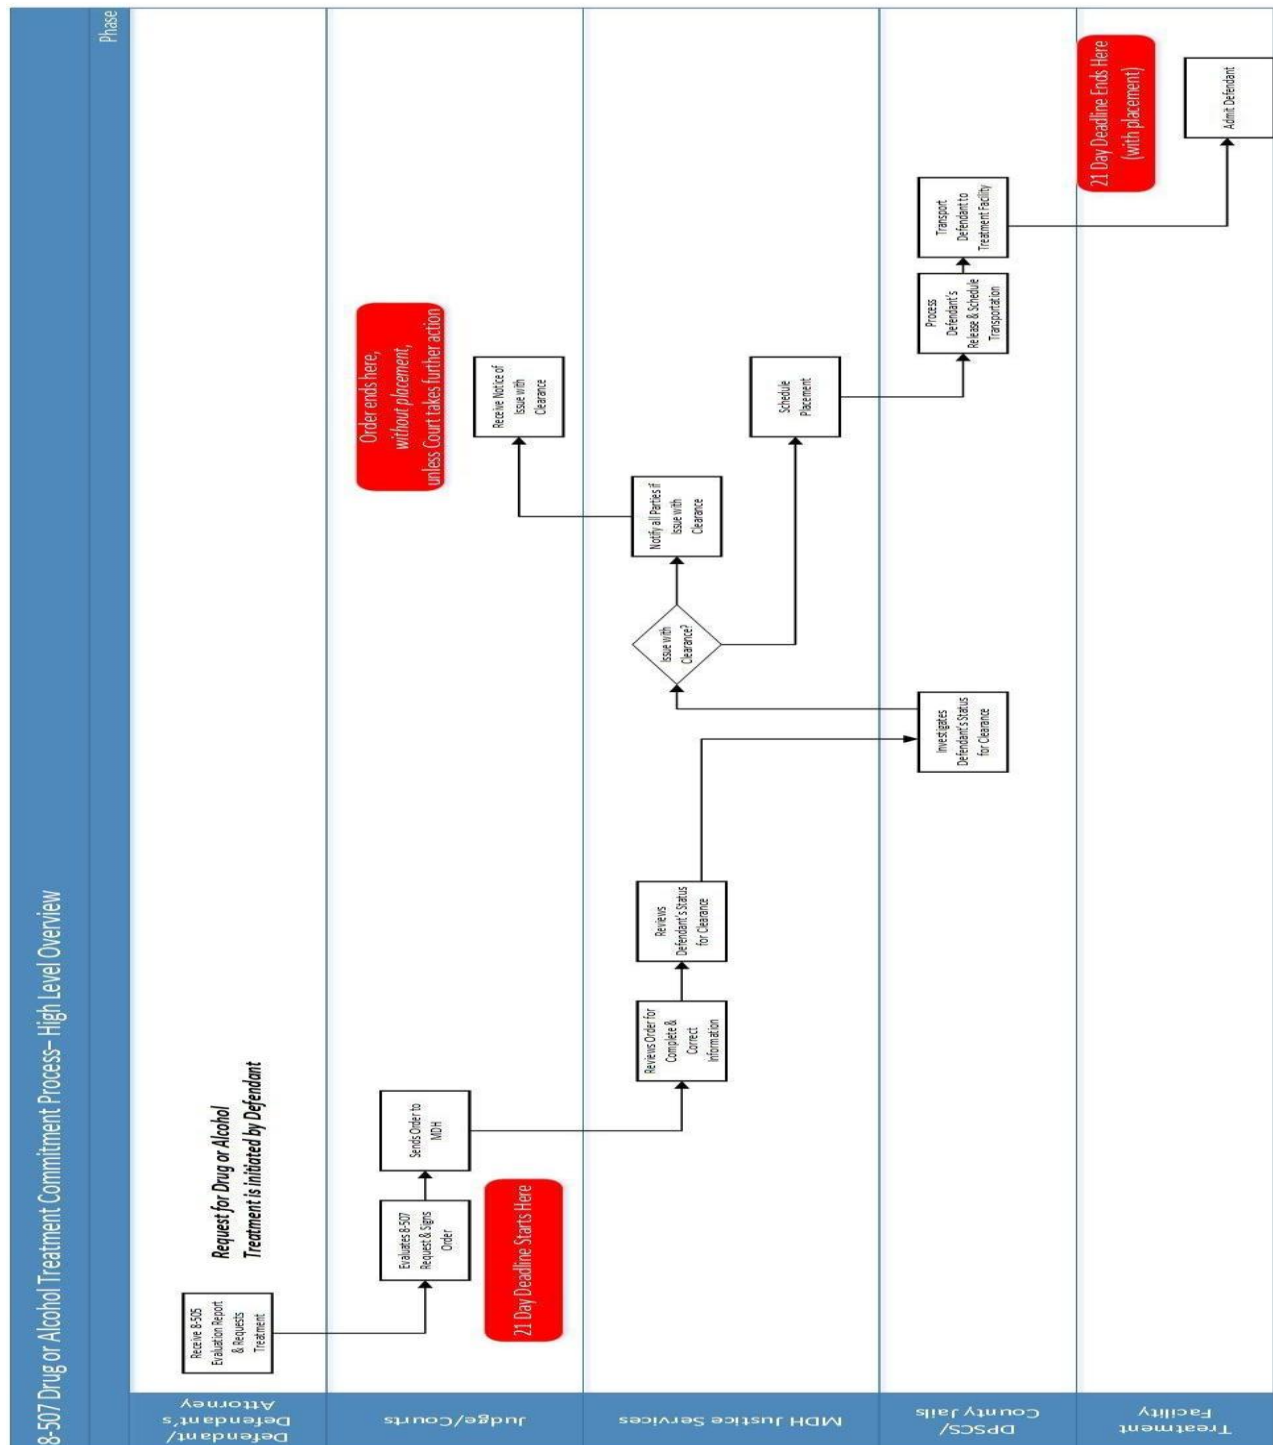 8-507 Drug or Alcohol Treatment Commitment Process– High Level Overview
Phase
Defendant/
Defendant's
Attorney
Receive 8-505
Evaluation Report
& Requests
Treatment
Request for Drug or Alcohol
Treatment is initiated by Defendant
Judge/Courts
Evaluates 8-507
Request & Signs
Order
Sends Order to
MDH
21 Day Deadline Starts Here
Order ends here,
without placement,
unless Court takes further action
Receive Notice of
Issue with
Clearance
MDH Justice Services
Reviews Order for
Complete &
Correct
Information
Reviews
Defendant's Status
for Clearance
Issue with
Clearance?
Notify all Parties if
Issue with
Clearance
Schedule
Placement
DPSCS/
County Jails
Investigates
Defendant's Status
for Clearance
Process
Defendant's
Release & Schedule
Transportation
Transport
Defendant to
Treatment Facility
Treatment
Facility
21 Day Deadline Ends Here
(with placement)
Admit Defendant